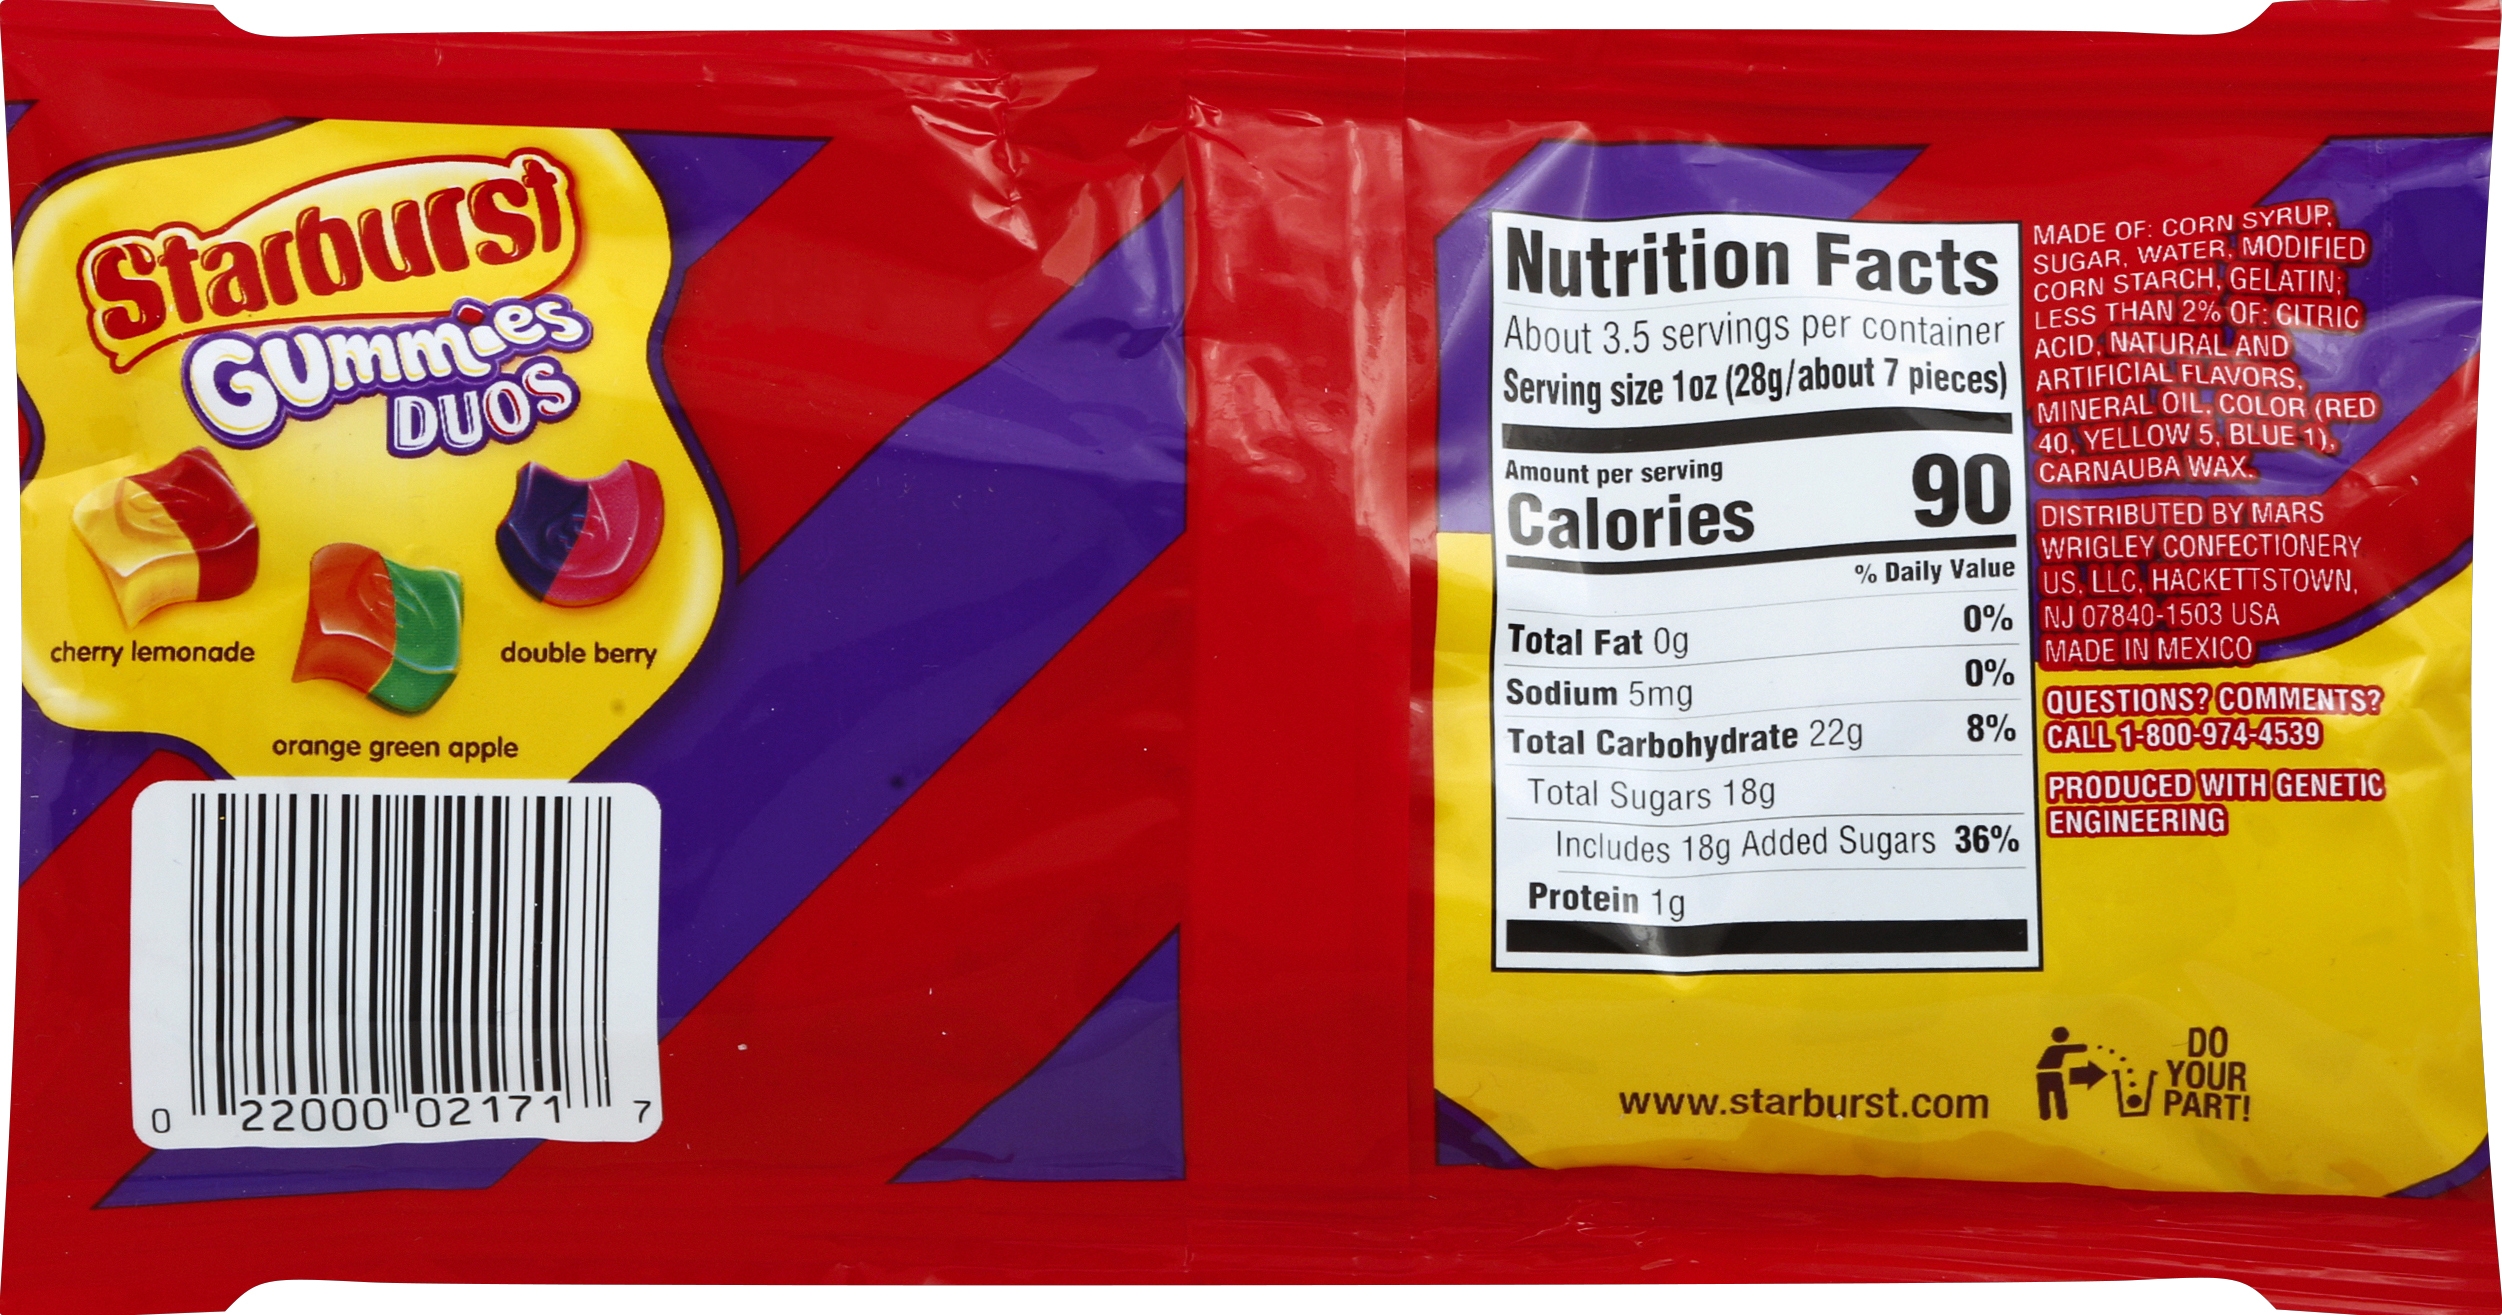 Starburst
GUmmies
DUOS
cherry lemonade
double berry
orange green apple
0 22000 02171 7
Nutrition Facts
About 3.5 servings per container
Serving size 1oz (28g/about 7 pieces)
Amount per serving
Calories 90
% Daily Value
Total Fat 0g 0%
Sodium 5mg 0%
Total Carbohydrate 22g 8%
Total Sugars 18g
Includes 18g Added Sugars 36%
Protein 1g
MADE OF: CORN SYRUP,
SUGAR, WATER, MODIFIED
CORN STARCH, GELATIN;
LESS THAN 2% OF: CITRIC
ACID, NATURAL AND
ARTIFICIAL FLAVORS,
MINERAL OIL, COLOR (RED
40, YELLOW 5, BLUE 1),
CARNAUBA WAX.
DISTRIBUTED BY MARS
WRIGLEY CONFECTIONERY
US, LLC, HACKETTSTOWN,
NJ 07840-1503 USA
MADE IN MEXICO
QUESTIONS? COMMENTS?
CALL 1-800-974-4539
PRODUCED WITH GENETIC
ENGINEERING
www.starburst.com
DO
YOUR
PART!